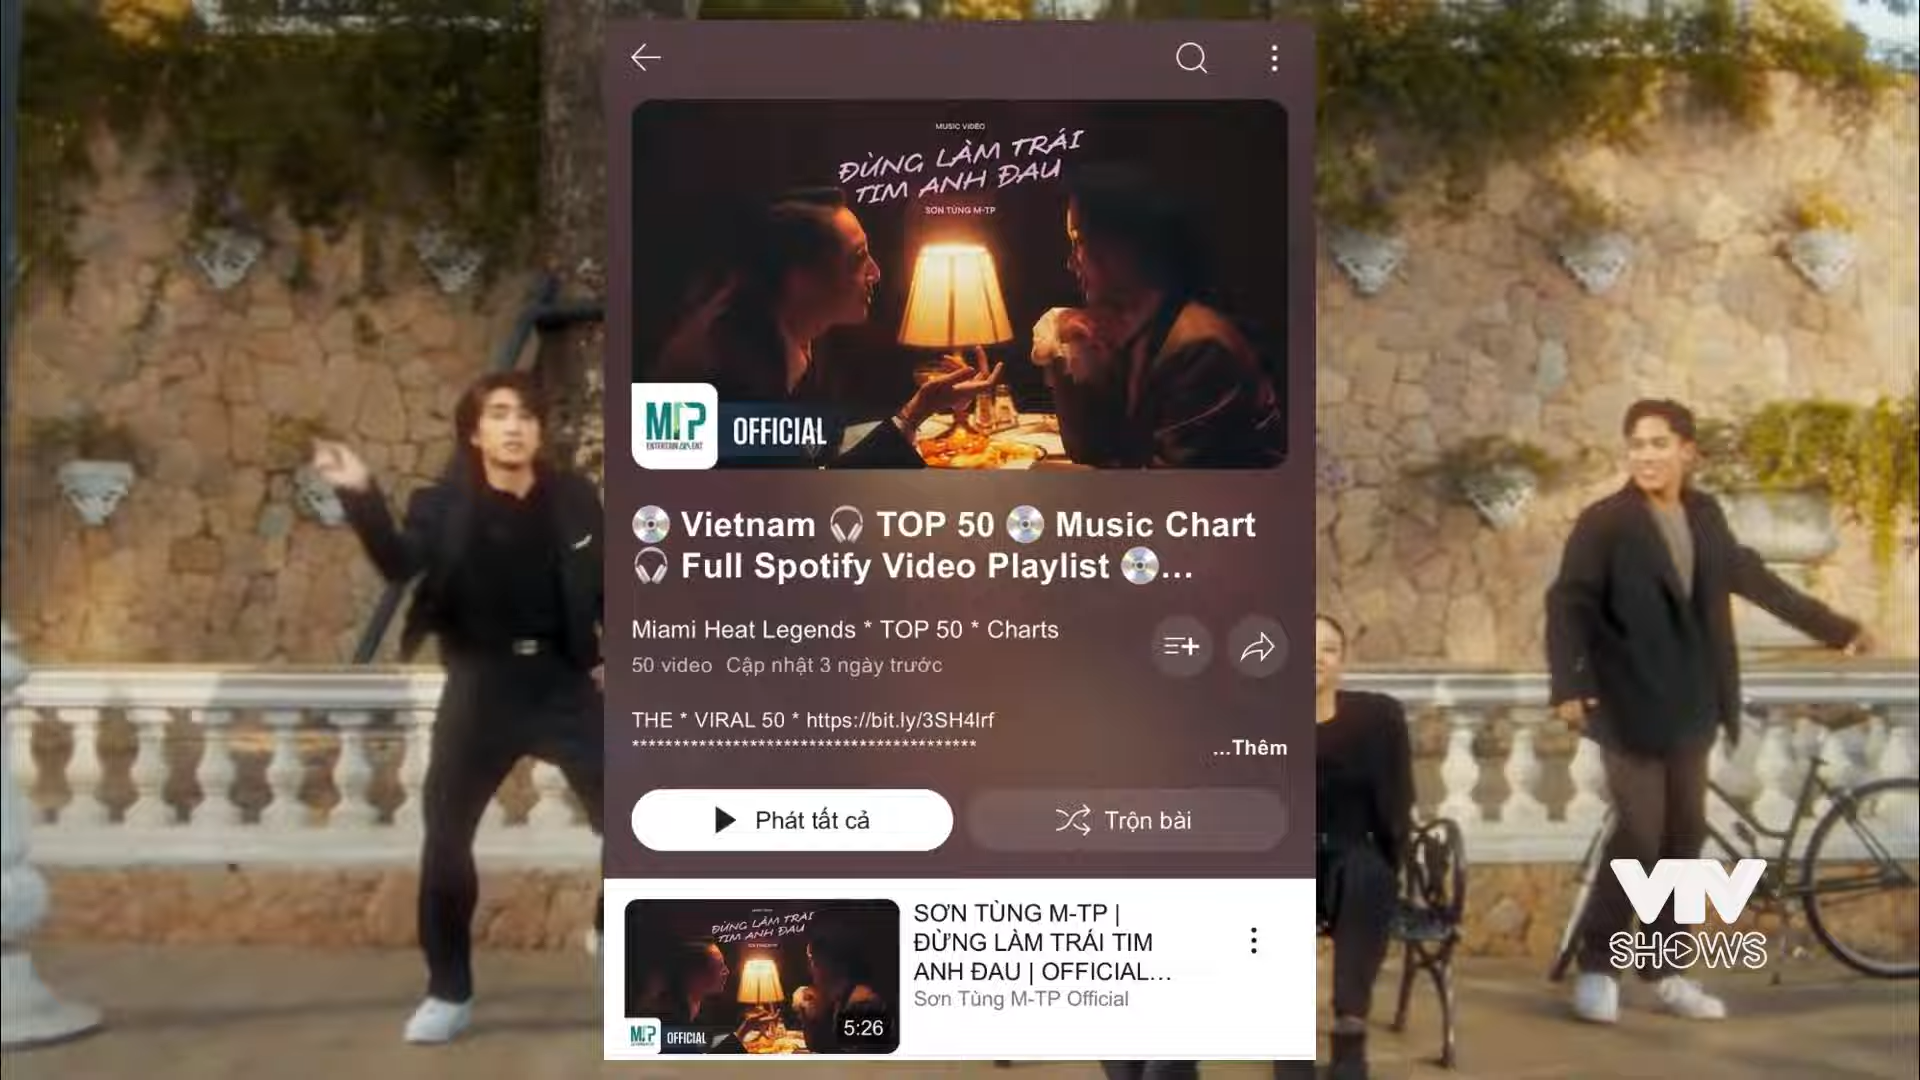 MUSIC VIDEO
ĐỪNG LÀM TRÁI
TIM ANH ĐAU
SƠN TÙNG M-TP
MTP
ENTERTAINMENT
OFFICIAL
Vietnam TOP 50 Music Chart
Full Spotify Video Playlist ...
Miami Heat Legends * TOP 50 * Charts
50 video Cập nhật 3 ngày trước
THE * VIRAL 50 * https://bit.ly/3SH4lrf
*****************************************
...Thêm
Phát tất cả
Trộn bài
ĐỪNG LÀM TRÁI
TIM ANH ĐAU
MTP
OFFICIAL
5:26
SƠN TÙNG M-TP |
ĐỪNG LÀM TRÁI TIM
ANH ĐAU | OFFICIAL...
Sơn Tùng M-TP Official
VTV
SHOWS